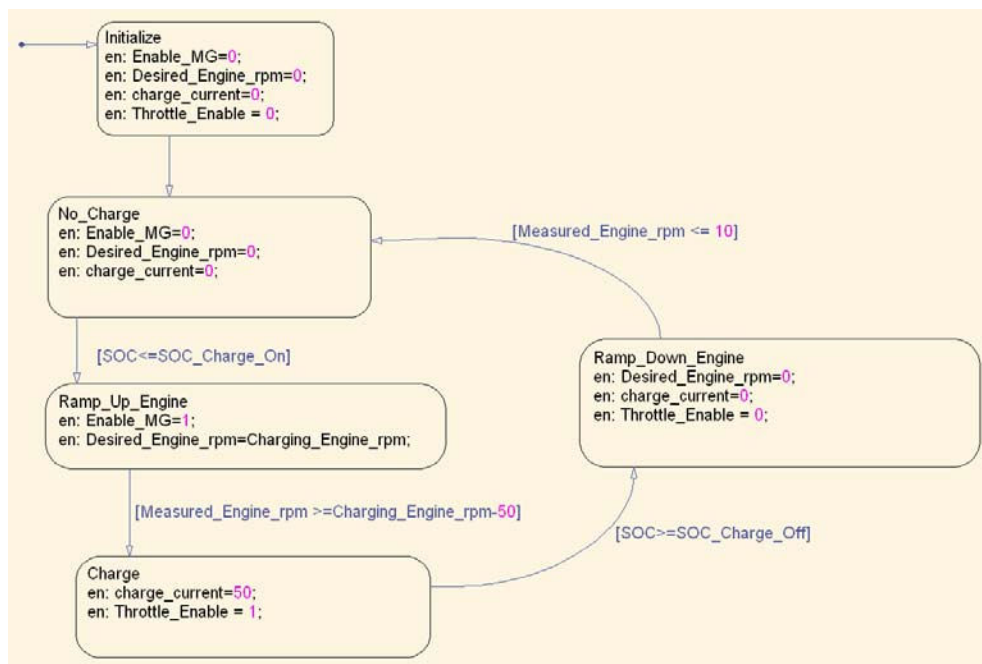 Initialize
en: Enable_MG=0;
en: Desired_Engine_rpm=0;
en: charge_current=0;
en: Throttle_Enable = 0;
No_Charge
en: Enable_MG=0;
en: Desired_Engine_rpm=0;
en: charge_current=0;
[Measured_Engine_rpm <= 10]
[SOC<=SOC_Charge_On]
Ramp_Down_Engine
en: Desired_Engine_rpm=0;
en: charge_current=0;
en: Throttle_Enable = 0;
Ramp_Up_Engine
en: Enable_MG=1;
en: Desired_Engine_rpm=Charging_Engine_rpm;
[Measured_Engine_rpm >=Charging_Engine_rpm-50]
[SOC>=SOC_Charge_Off]
Charge
en: charge_current=50;
en: Throttle_Enable = 1;